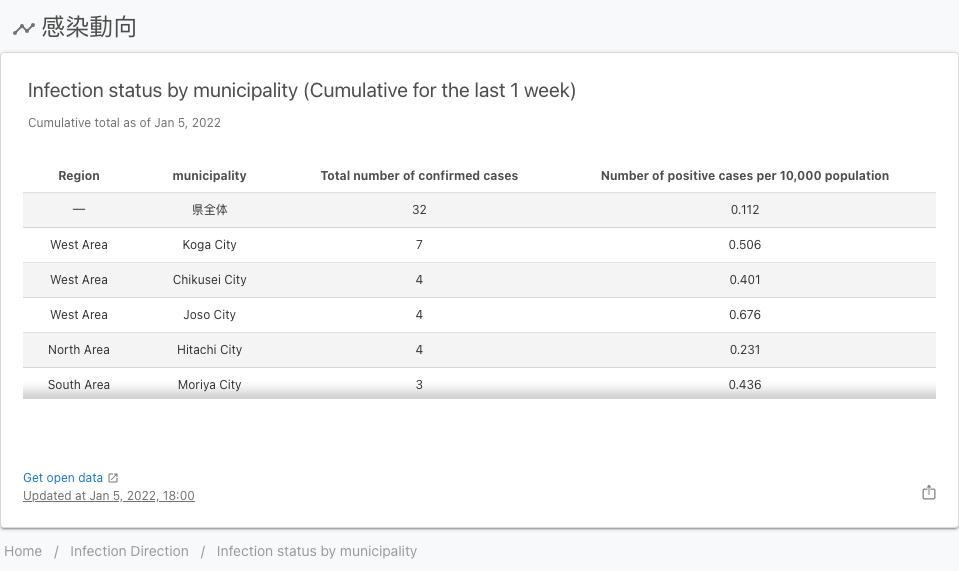 感染動向
Infection status by municipality (Cumulative for the last 1 week)
Cumulative total as of Jan 5, 2022
Region municipality Total number of confirmed cases Number of positive cases per 10,000 population
— 県全体 32 0.112
West Area Koga City 7 0.506
West Area Chikusei City 4 0.401
West Area Joso City 4 0.676
North Area Hitachi City 4 0.231
South Area Moriya City 3 0.436
Get open data
Updated at Jan 5, 2022, 18:00
Home / Infection Direction / Infection status by municipality